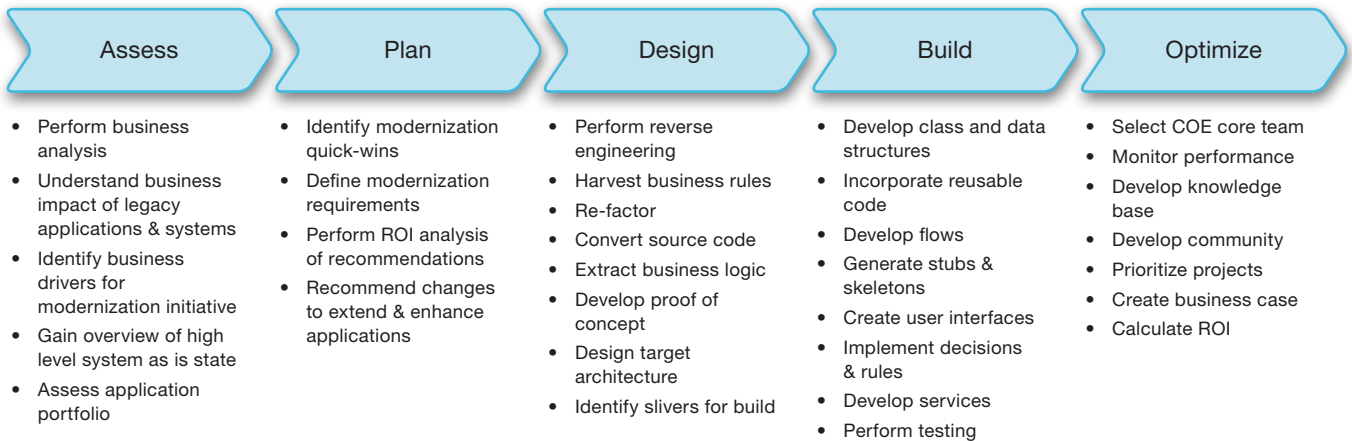 Assess
Plan
Design
Build
Optimize
• Perform business
analysis
• Understand business
impact of legacy
applications & systems
• Identify business
drivers for
modernization initiative
• Gain overview of high
level system as is state
• Assess application
portfolio
• Identify modernization
quick-wins
• Define modernization
requirements
• Perform ROI analysis
of recommendations
• Recommend changes
to extend & enhance
applications
• Perform reverse
engineering
• Harvest business rules
• Re-factor
• Convert source code
• Extract business logic
• Develop proof of
concept
• Design target
architecture
• Identify slivers for build
• Develop class and data
structures
• Incorporate reusable
code
• Develop flows
• Generate stubs &
skeletons
• Create user interfaces
• Implement decisions
& rules
• Develop services
• Perform testing
• Select COE core team
• Monitor performance
• Develop knowledge
base
• Develop community
• Prioritize projects
• Create business case
• Calculate ROI